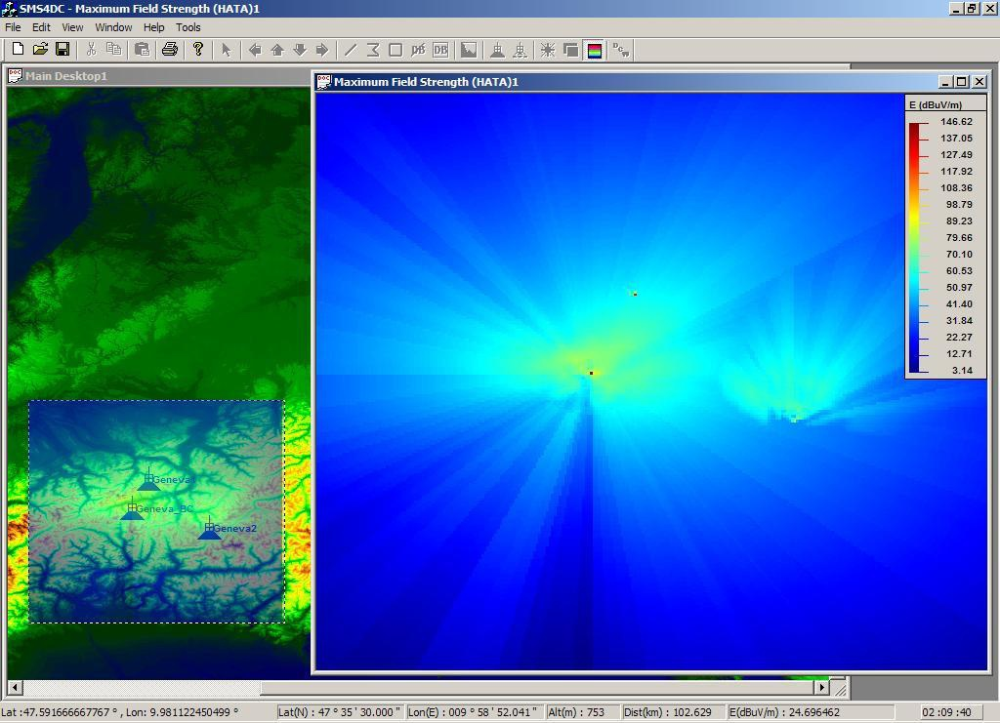 SMS4DC - Maximum Field Strength (HATA)1
File Edit View Window Help Tools
Main Desktop1
Maximum Field Strength (HATA)1
E (dBuV/m)
146.62
137.05
127.49
117.92
108.36
98.79
89.23
79.66
70.10
60.53
50.97
41.40
31.84
22.27
12.71
3.14
Geneva1
Geneva_BC
Geneva2
Lat :47.591666667767 ° , Lon: 9.981122450499 ° Lat(N) : 47 ° 35 ' 30.000 " Lon(E) : 009 ° 58 ' 52.041 " Alt(m) : 753 Dist(km) : 102.629 E(dBuV/m) : 24.696462 02 :09 :40